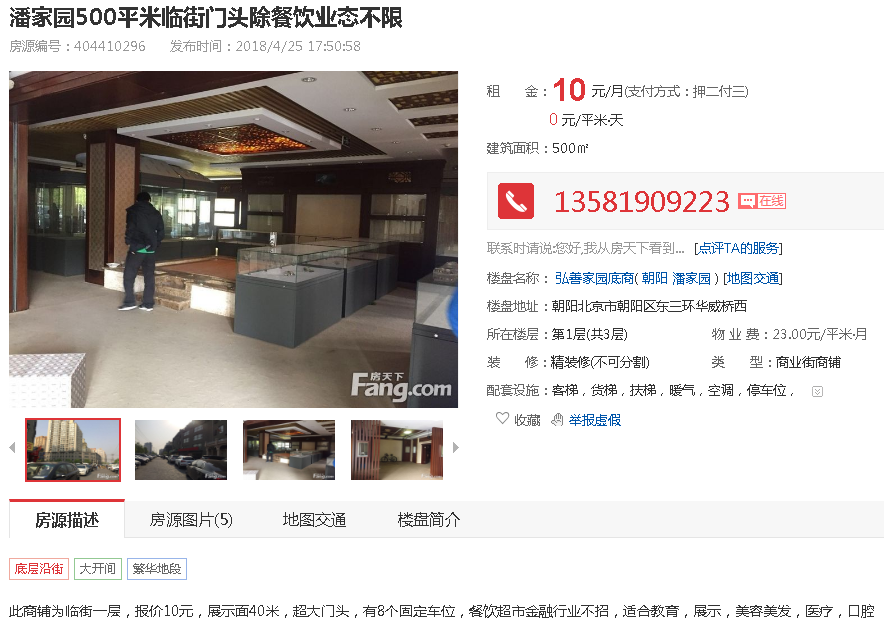 潘家园500平米临街门头除餐饮业态不限
房源编号：404410296 发布时间：2018/4/25 17:50:58
租 金：10 元/月(支付方式：押二付三)
0 元/平米·天
建筑面积：500㎡
13581909223 在线
联系时请说:您好,我从房天下看到... [点评TA的服务]
楼盘名称： 弘善家园底商( 朝阳 潘家园 ) [地图交通]
楼盘地址：朝阳北京市朝阳区东三环华威桥西
所在楼层：第1层(共3层) 物 业 费：23.00元/平米·月
装 修：精装修(不可分割) 类 型：商业街商铺
配套设施：客梯，货梯，扶梯，暖气，空调，停车位，
收藏 举报虚假
房天下
Fang.com
房源描述 房源图片(5) 地图交通 楼盘简介
底层沿街 大开间 繁华地段
此商铺为临街一层，报价10元，展示面40米，超大门头，有8个固定车位，餐饮超市金融行业不招，适合教育，展示，美容美发，医疗，口腔